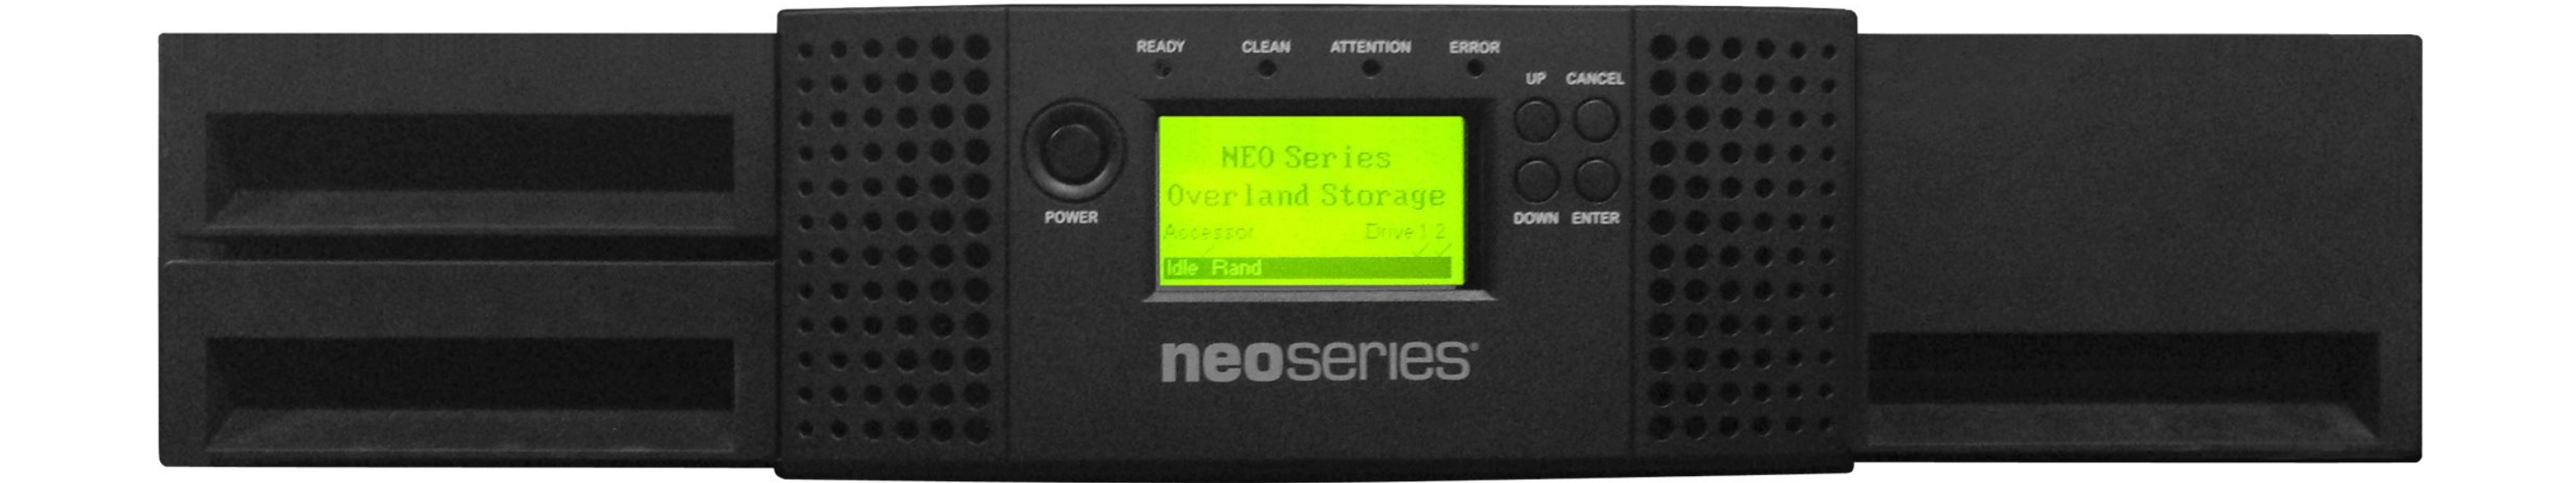 READY CLEAN ATTENTION ERROR
UP CANCEL
NEO Series
Overland Storage
POWER
DOWN ENTER
Accessor Drive 1 2
Idle Rand
neoseries